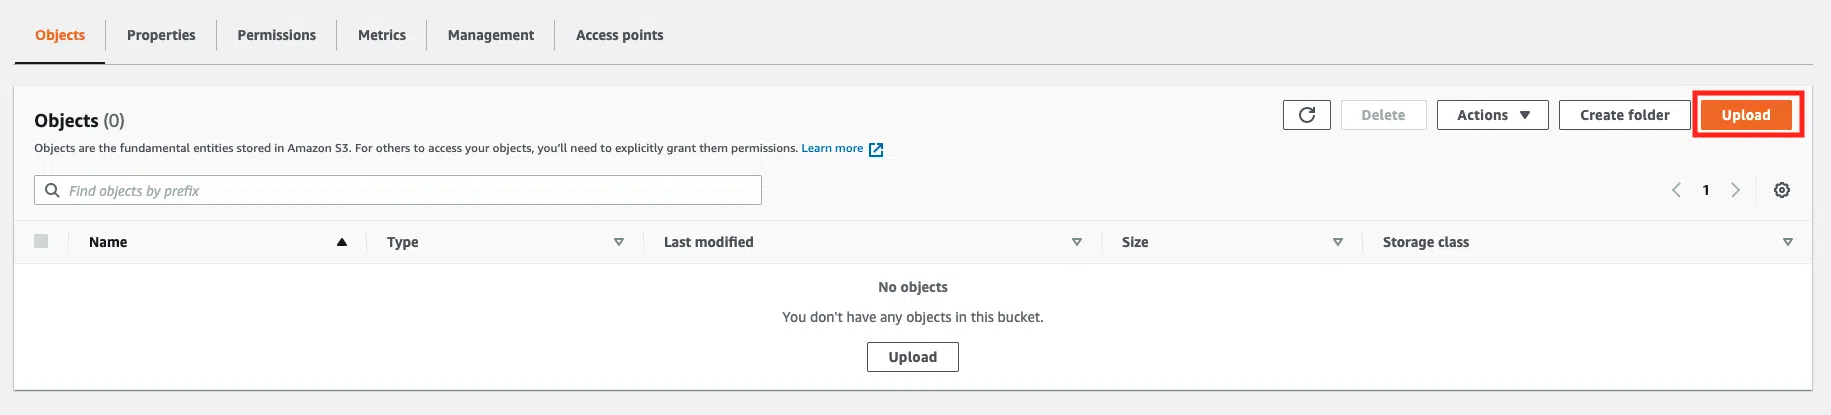 Objects Properties Permissions Metrics Management Access points
Objects (0)
Delete Actions Create folder Upload
Objects are the fundamental entities stored in Amazon S3. For others to access your objects, you'll need to explicitly grant them permissions. Learn more
Find objects by prefix
1
Name Type Last modified Size Storage class
No objects
You don't have any objects in this bucket.
Upload